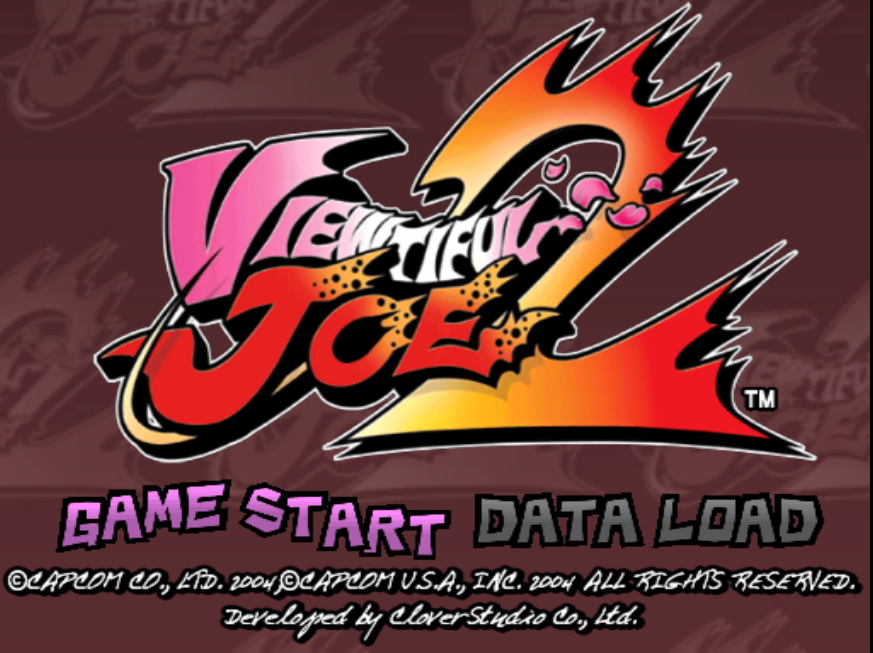 VIEWTIFUL
JOE 2
TM
GAME START DATA LOAD
©CAPCOM CO., LTD. 2004,©CAPCOM U.S.A., INC. 2004 ALL RIGHTS RESERVED.
Developed by CloverStudio Co., Ltd.